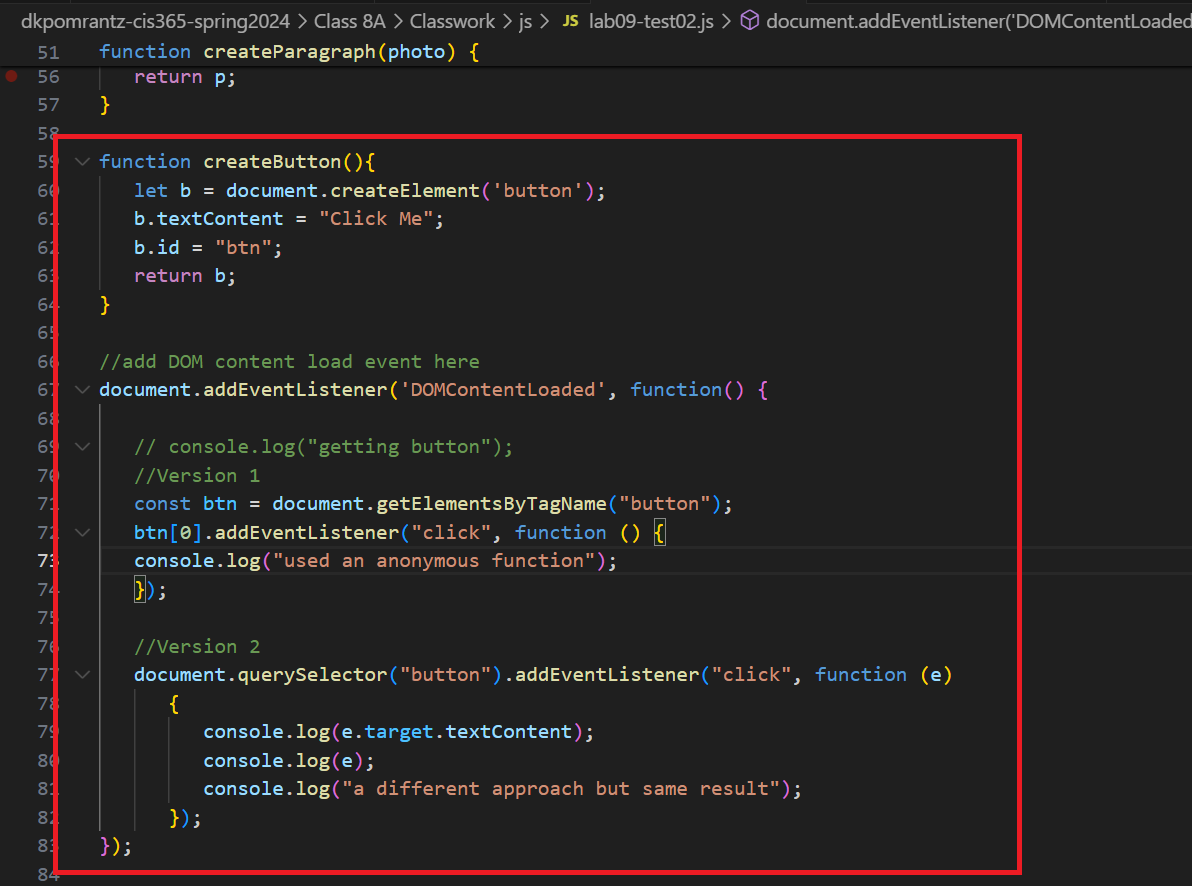 dkpomrantz-cis365-spring2024 > Class 8A > Classwork > js > JS lab09-test02.js > document.addEventListener('DOMContentLoaded
51 function createParagraph(photo) {
56 return p;
57 }
58
59 function createButton(){
60 let b = document.createElement('button');
61 b.textContent = "Click Me";
62 b.id = "btn";
63 return b;
64 }
65
66 //add DOM content load event here
67 document.addEventListener('DOMContentLoaded', function() {
68
69 // console.log("getting button");
70 //Version 1
71 const btn = document.getElementsByTagName("button");
72 btn[0].addEventListener("click", function () {
73 console.log("used an anonymous function");
74 });
75
76 //Version 2
77 document.querySelector("button").addEventListener("click", function (e)
78 {
79 console.log(e.target.textContent);
80 console.log(e);
81 console.log("a different approach but same result");
82 });
83 });
84